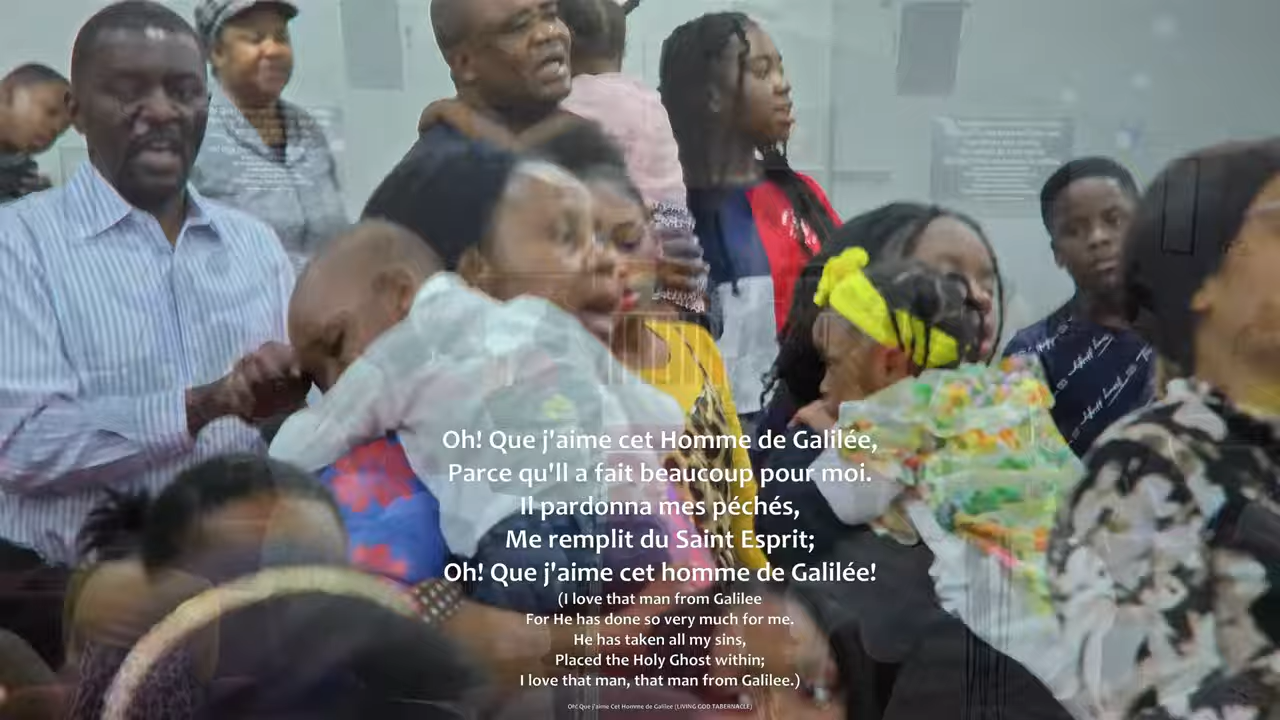 Oh! Que j'aime cet Homme de Galilée,
Parce qu'Il a fait beaucoup pour moi.
Il pardonna mes péchés,
Me remplit du Saint Esprit;
Oh! Que j'aime cet homme de Galilée!
(I love that man from Galilee
For He has done so very much for me.
He has taken all my sins,
Placed the Holy Ghost within;
I love that man, that man from Galilee.)
Oh! Que j'aime Cet Homme de Galilee (LIVING GOD TABERNACLE)